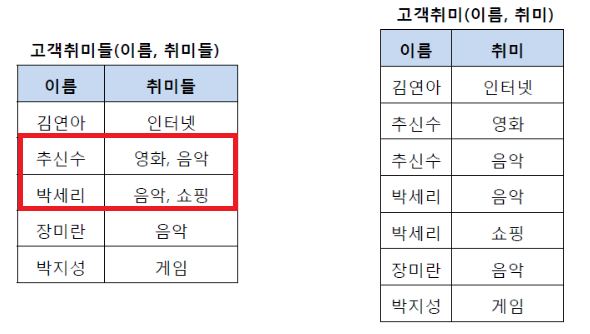 고객취미들(이름, 취미들)
이름 취미들
김연아 인터넷
추신수 영화, 음악
박세리 음악, 쇼핑
장미란 음악
박지성 게임
고객취미(이름, 취미)
이름 취미
김연아 인터넷
추신수 영화
추신수 음악
박세리 음악
박세리 쇼핑
장미란 음악
박지성 게임